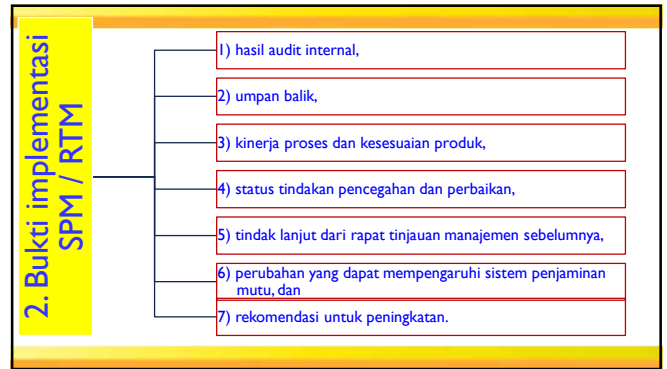 2. Bukti implementasi
SPM / RTM
1) hasil audit internal,
2) umpan balik,
3) kinerja proses dan kesesuaian produk,
4) status tindakan pencegahan dan perbaikan,
5) tindak lanjut dari rapat tinjauan manajemen sebelumnya,
6) perubahan yang dapat mempengaruhi sistem penjaminan
mutu, dan
7) rekomendasi untuk peningkatan.